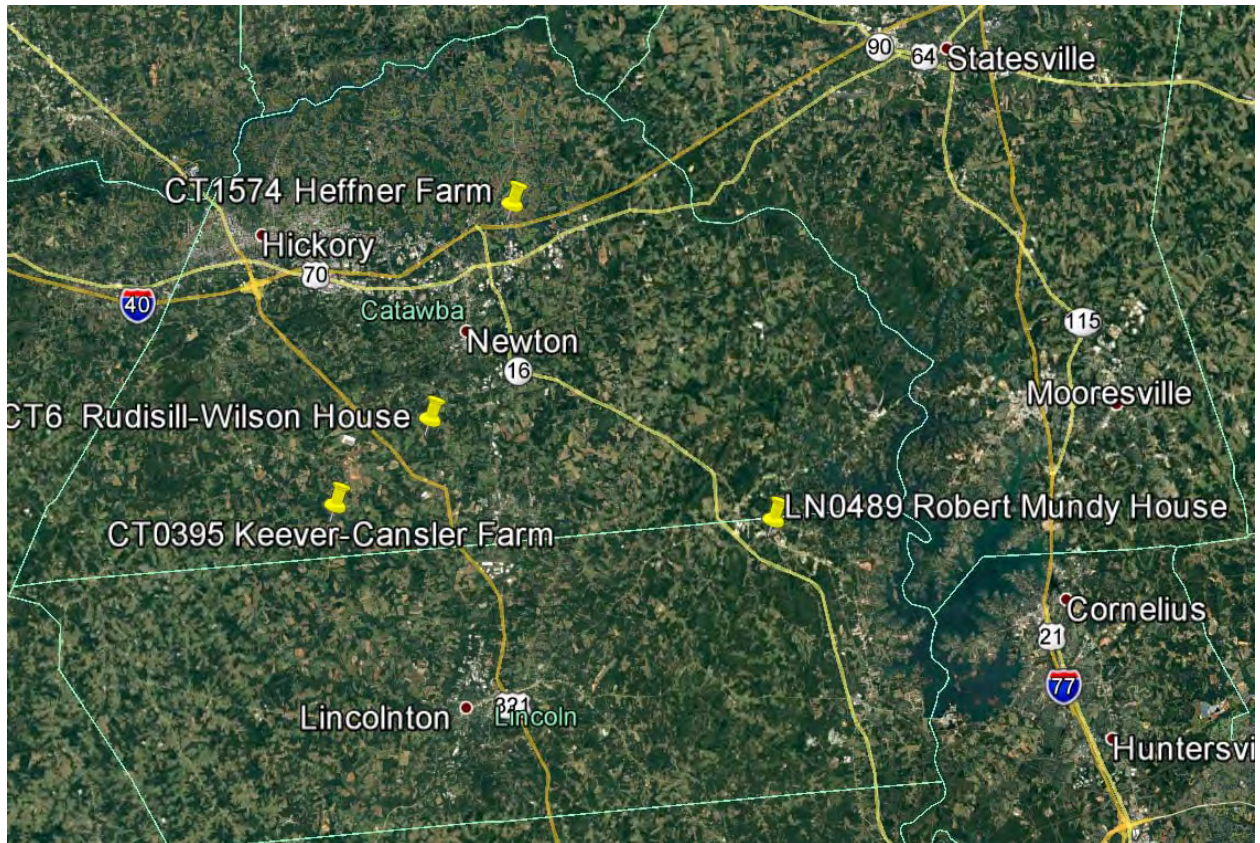 90
64
Statesville
CT1574 Heffner Farm
Hickory
70
40
Catawba
115
Newton
16
Mooresville
CT6 Rudisill-Wilson House
LN0489 Robert Mundy House
CT0395 Keever-Cansler Farm
Cornelius
21
77
Lincolnton
321
Lincoln
Huntersvi